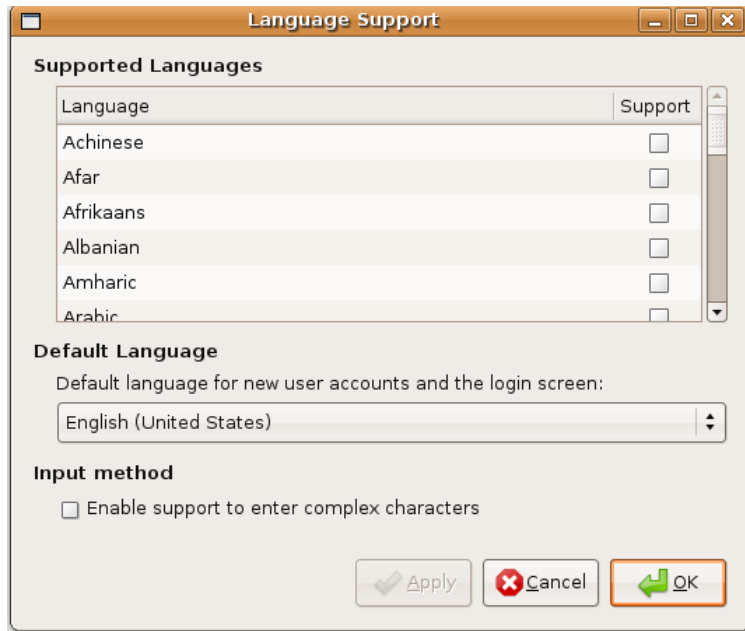 Language Support
Supported Languages
Language Support
Achinese
Afar
Afrikaans
Albanian
Amharic
Arabic
Default Language
Default language for new user accounts and the login screen:
English (United States)
Input method
Enable support to enter complex characters
Apply Cancel OK